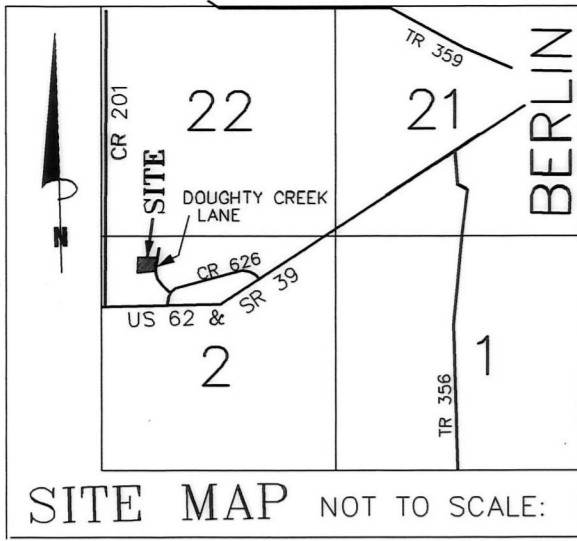 TR 359
BERLIN
CR 201
22
21
SITE
DOUGHTY CREEK
LANE
N
CR 626
SR 39
US 62 &
2
1
TR 356
SITE MAP NOT TO SCALE: